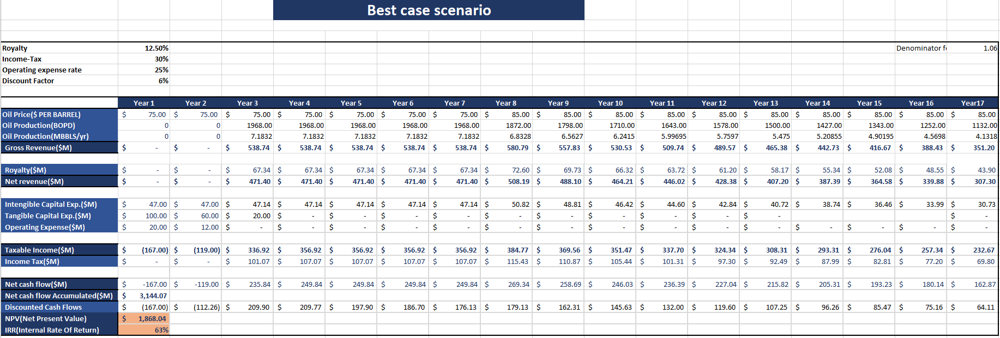 Best case scenario
Royalty 12.50% Denominator f 1.06
Income-Tax 30%
Operating expense rate 25%
Discount Factor 6%
Year 1 Year 2 Year 3 Year 4 Year 5 Year 6 Year 7 Year 8 Year 9 Year 10 Year 11 Year 12 Year 13 Year 14 Year 15 Year 16 Year17
Oil Price($ PER BARREL) $ 75.00 $ 75.00 $ 75.00 $ 75.00 $ 75.00 $ 75.00 $ 75.00 $ 85.00 $ 85.00 $ 85.00 $ 85.00 $ 85.00 $ 85.00 $ 85.00 $ 85.00 $ 85.00 $ 85.00
Oil Production(BOPD) 0 0 1968.00 1968.00 1968.00 1968.00 1968.00 1872.00 1798.00 1710.00 1643.00 1578.00 1500.00 1427.00 1343.00 1252.00 1132.00
Oil Production(MBBLS/yr) 0 0 7.1832 7.1832 7.1832 7.1832 7.1832 6.8328 6.5627 6.2415 5.99695 5.7597 5.475 5.20855 4.90195 4.5698 4.1318
Gross Revenue($M) $ - $ - $ 538.74 $ 538.74 $ 538.74 $ 538.74 $ 538.74 $ 580.79 $ 557.83 $ 530.53 $ 509.74 $ 489.57 $ 465.38 $ 442.73 $ 416.67 $ 388.43 $ 351.20
Royalty($M) $ - $ - $ 67.34 $ 67.34 $ 67.34 $ 67.34 $ 67.34 $ 72.60 $ 69.73 $ 66.32 $ 63.72 $ 61.20 $ 58.17 $ 55.34 $ 52.08 $ 48.55 $ 43.90
Net revenue($M) $ - $ - $ 471.40 $ 471.40 $ 471.40 $ 471.40 $ 471.40 $ 508.19 $ 488.10 $ 464.21 $ 446.02 $ 428.38 $ 407.20 $ 387.39 $ 364.58 $ 339.88 $ 307.30
Intengible Capital Exp.($M) $ 47.00 $ 47.00 $ 47.14 $ 47.14 $ 47.14 $ 47.14 $ 47.14 $ 50.82 $ 48.81 $ 46.42 $ 44.60 $ 42.84 $ 40.72 $ 38.74 $ 36.46 $ 33.99 $ 30.73
Tangible Capital Exp.($M) $ 100.00 $ 60.00 $ 20.00 $ - $ - $ - $ - $ - $ - $ - $ - $ - $ - $ -
Operating Expense($M) $ 20.00 $ 12.00 $ - $ - $ - $ - $ - $ - $ - $ - $ - $ - $ - $ - $ - $ - $ -
Taxable Income($M) $ (167.00) $ (119.00) $ 336.92 $ 356.92 $ 356.92 $ 356.92 $ 356.92 $ 384.77 $ 369.56 $ 351.47 $ 337.70 $ 324.34 $ 308.31 $ 293.31 $ 276.04 $ 257.34 $ 232.67
Income Tax($M) $ - $ - $ 101.07 $ 107.07 $ 107.07 $ 107.07 $ 107.07 $ 115.43 $ 110.87 $ 105.44 $ 101.31 $ 97.30 $ 92.49 $ 87.99 $ 82.81 $ 77.20 $ 69.80
Net cash flow($M) $ -167.00 $ -119.00 $ 235.84 $ 249.84 $ 249.84 $ 249.84 $ 249.84 $ 269.34 $ 258.69 $ 246.03 $ 236.39 $ 227.04 $ 215.82 $ 205.31 $ 193.23 $ 180.14 $ 162.87
Net cash flow Accumulated($M) $ 3,144.07
Discounted Cash Flows $ (167.00) $ (112.26) $ 209.90 $ 209.77 $ 197.90 $ 186.70 $ 176.13 $ 179.13 $ 162.31 $ 145.63 $ 132.00 $ 119.60 $ 107.25 $ 96.26 $ 85.47 $ 75.16 $ 64.11
NPV(Net Present Value) $ 1,868.04
IRR(Internal Rate Of Return) 63%